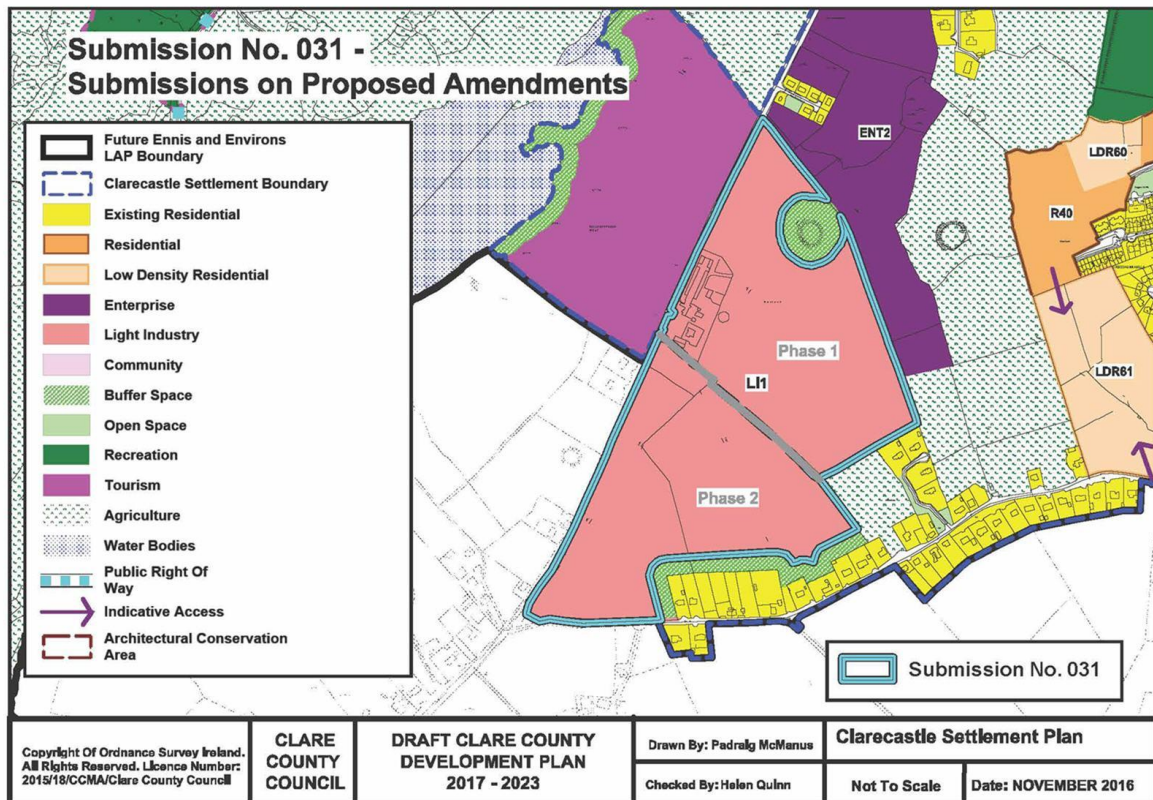 Submission No. 031 -
Submissions on Proposed Amendments
Future Ennis and Environs
LAP Boundary
Clarecastle Settlement Boundary
Existing Residential
Residential
Low Density Residential
Enterprise
Light Industry
Community
Buffer Space
Open Space
Recreation
Tourism
Agriculture
Water Bodies
Public Right Of
Way
Indicative Access
Architectural Conservation
Area
ENT2
LDR60
R40
Phase 1
LI1
LDR61
Phase 2
Submission No. 031
Copyright Of Ordnance Survey Ireland.
All Rights Reserved. Licence Number:
2015/18/CCMA/Clare County Council
CLARE
COUNTY
COUNCIL
DRAFT CLARE COUNTY
DEVELOPMENT PLAN
2017 - 2023
Drawn By: Padraig McManus
Checked By: Helen Quinn
Clarecastle Settlement Plan
Not To Scale
Date: NOVEMBER 2016